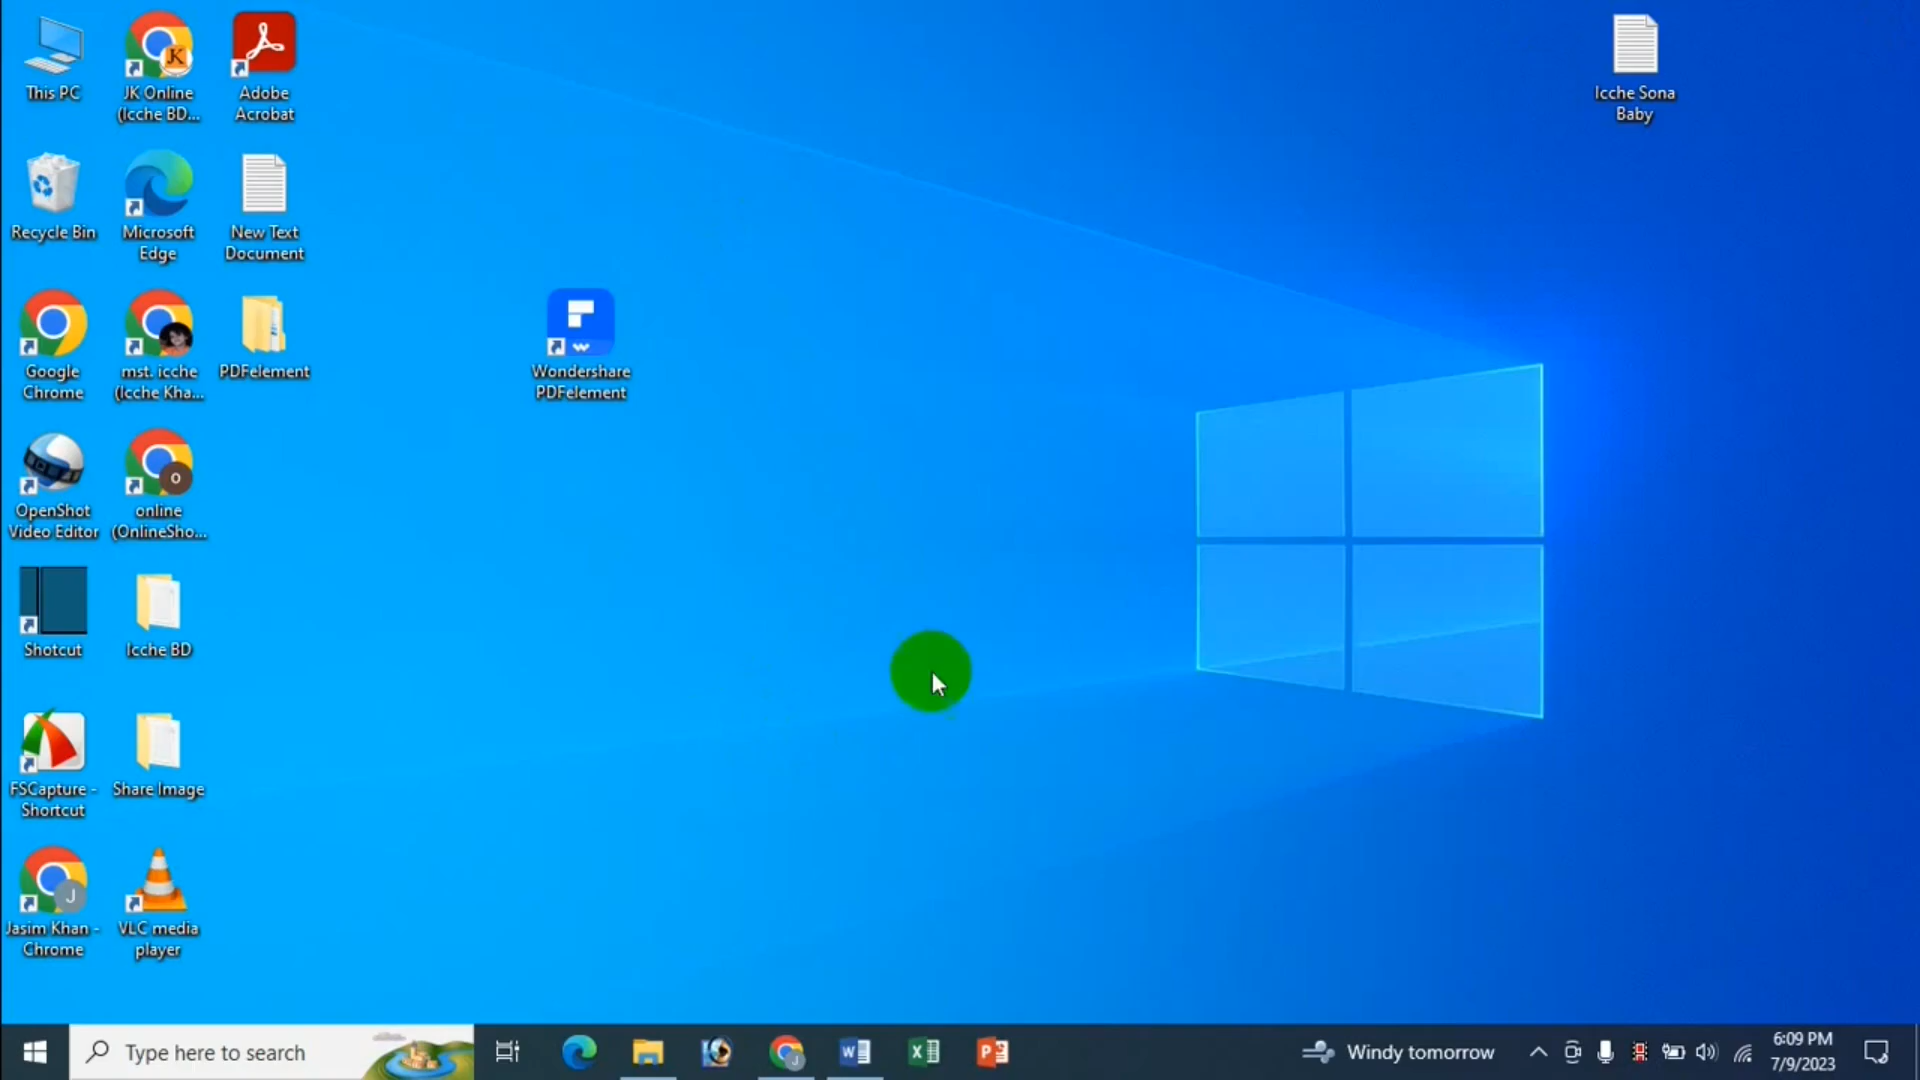 This PC
JK Online
(Icche BD...
Adobe
Acrobat
Icche Sona
Baby
Recycle Bin
Microsoft
Edge
New Text
Document
Google
Chrome
mst. icche
(Icche Kha...
PDFelement
Wondershare
PDFelement
OpenShot
Video Editor
online
(OnlineSho...
Shotcut
Icche BD
FSCapture -
Shortcut
Share Image
Jasim Khan -
Chrome
VLC media
player
Type here to search
Windy tomorrow
6:09 PM
7/9/2023